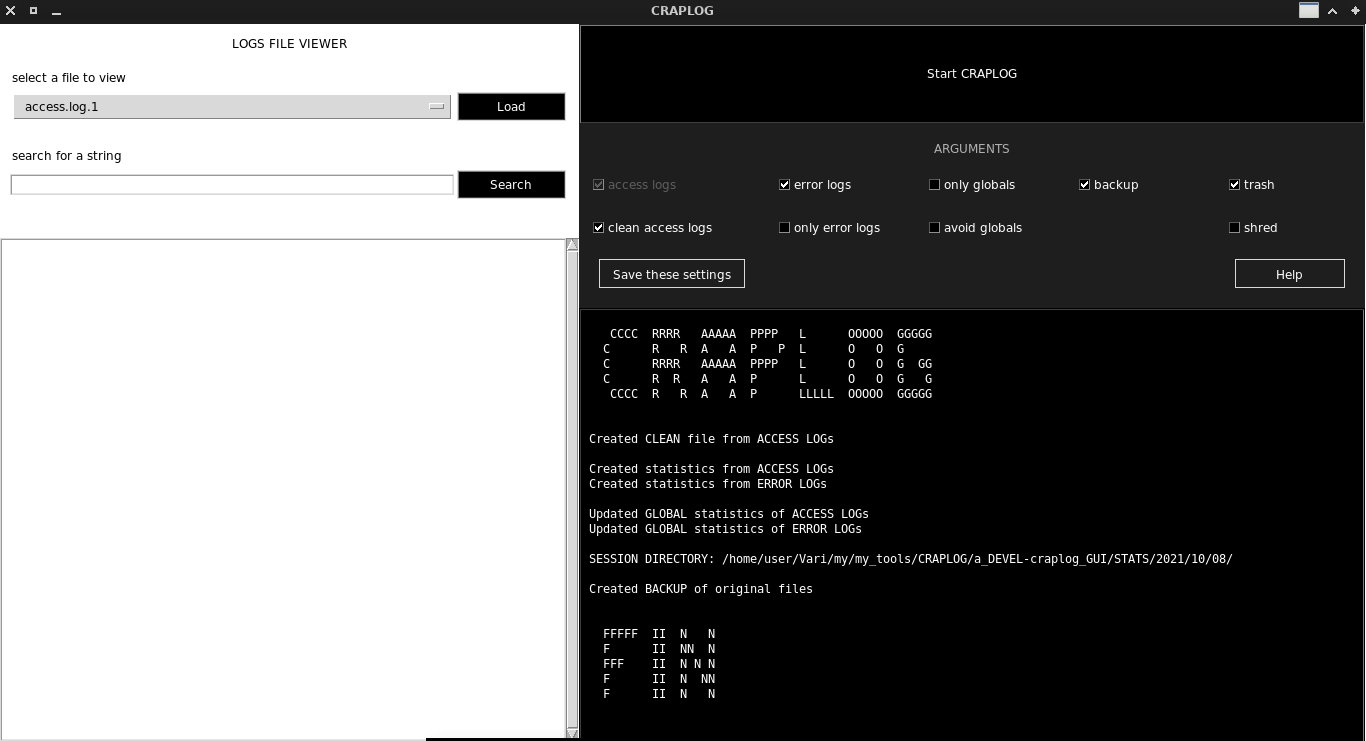 CRAPLOG
LOGS FILE VIEWER
select a file to view
access.log.1
Load
search for a string
Search
Start CRAPLOG
ARGUMENTS
access logs
error logs
only globals
backup
trash
clean access logs
only error logs
avoid globals
shred
Save these settings
Help
 CCCC  RRRR   AAAAA  PPPP   L      OOOOO  GGGGG
C      R   R  A   A  P   P  L      O   O  G
C      RRRR   AAAAA  PPPP   L      O   O  G  GG
C      R  R   A   A  P      L      O   O  G   G
 CCCC  R   R  A   A  P      LLLLL  OOOOO  GGGGG
Created CLEAN file from ACCESS LOGs
Created statistics from ACCESS LOGs
Created statistics from ERROR LOGs
Updated GLOBAL statistics of ACCESS LOGs
Updated GLOBAL statistics of ERROR LOGs
SESSION DIRECTORY: /home/user/Vari/my/my_tools/CRAPLOG/a_DEVEL-craplog_GUI/STATS/2021/10/08/
Created BACKUP of original files
FFFFF  II  N   N
F      II  NN  N
FFF    II  N N N
F      II  N  NN
F      II  N   N